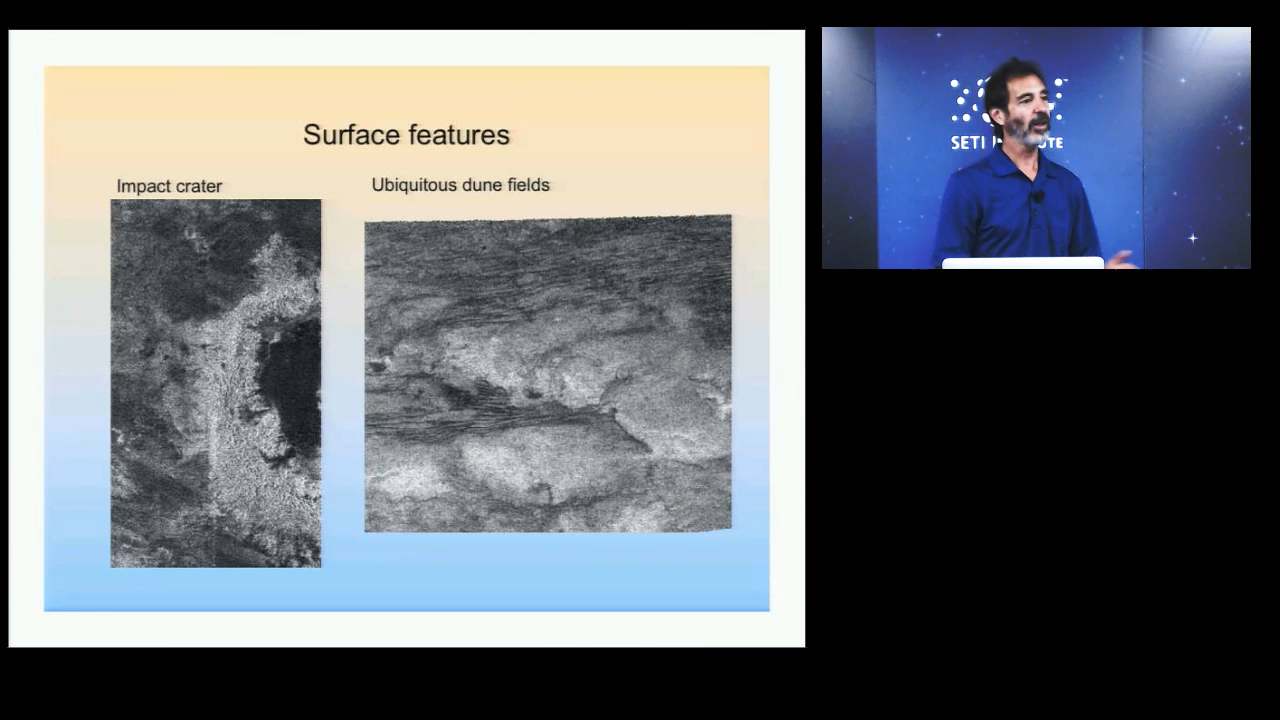 Surface features
Impact crater
Ubiquitous dune fields
SETI